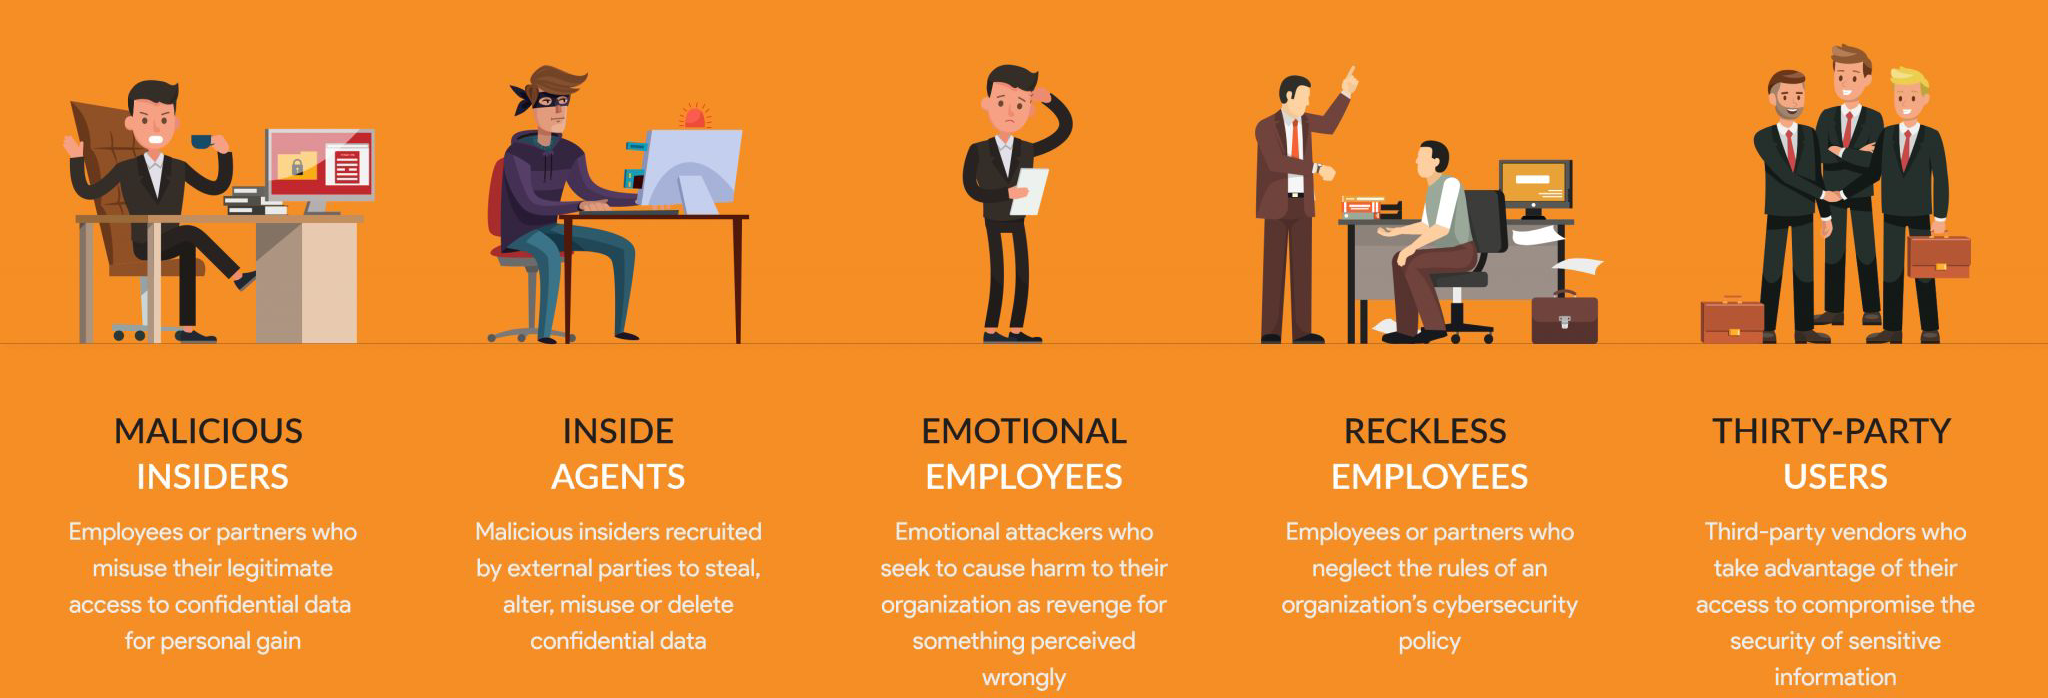 MALICIOUS
INSIDERS
Employees or partners who
misuse their legitimate
access to confidential data
for personal gain
INSIDE
AGENTS
Malicious insiders recruited
by external parties to steal,
alter, misuse or delete
confidential data
EMOTIONAL
EMPLOYEES
Emotional attackers who
seek to cause harm to their
organization as revenge for
something perceived
wrongly
RECKLESS
EMPLOYEES
Employees or partners who
neglect the rules of an
organization’s cybersecurity
policy
THIRTY-PARTY
USERS
Third-party vendors who
take advantage of their
access to compromise the
security of sensitive
information